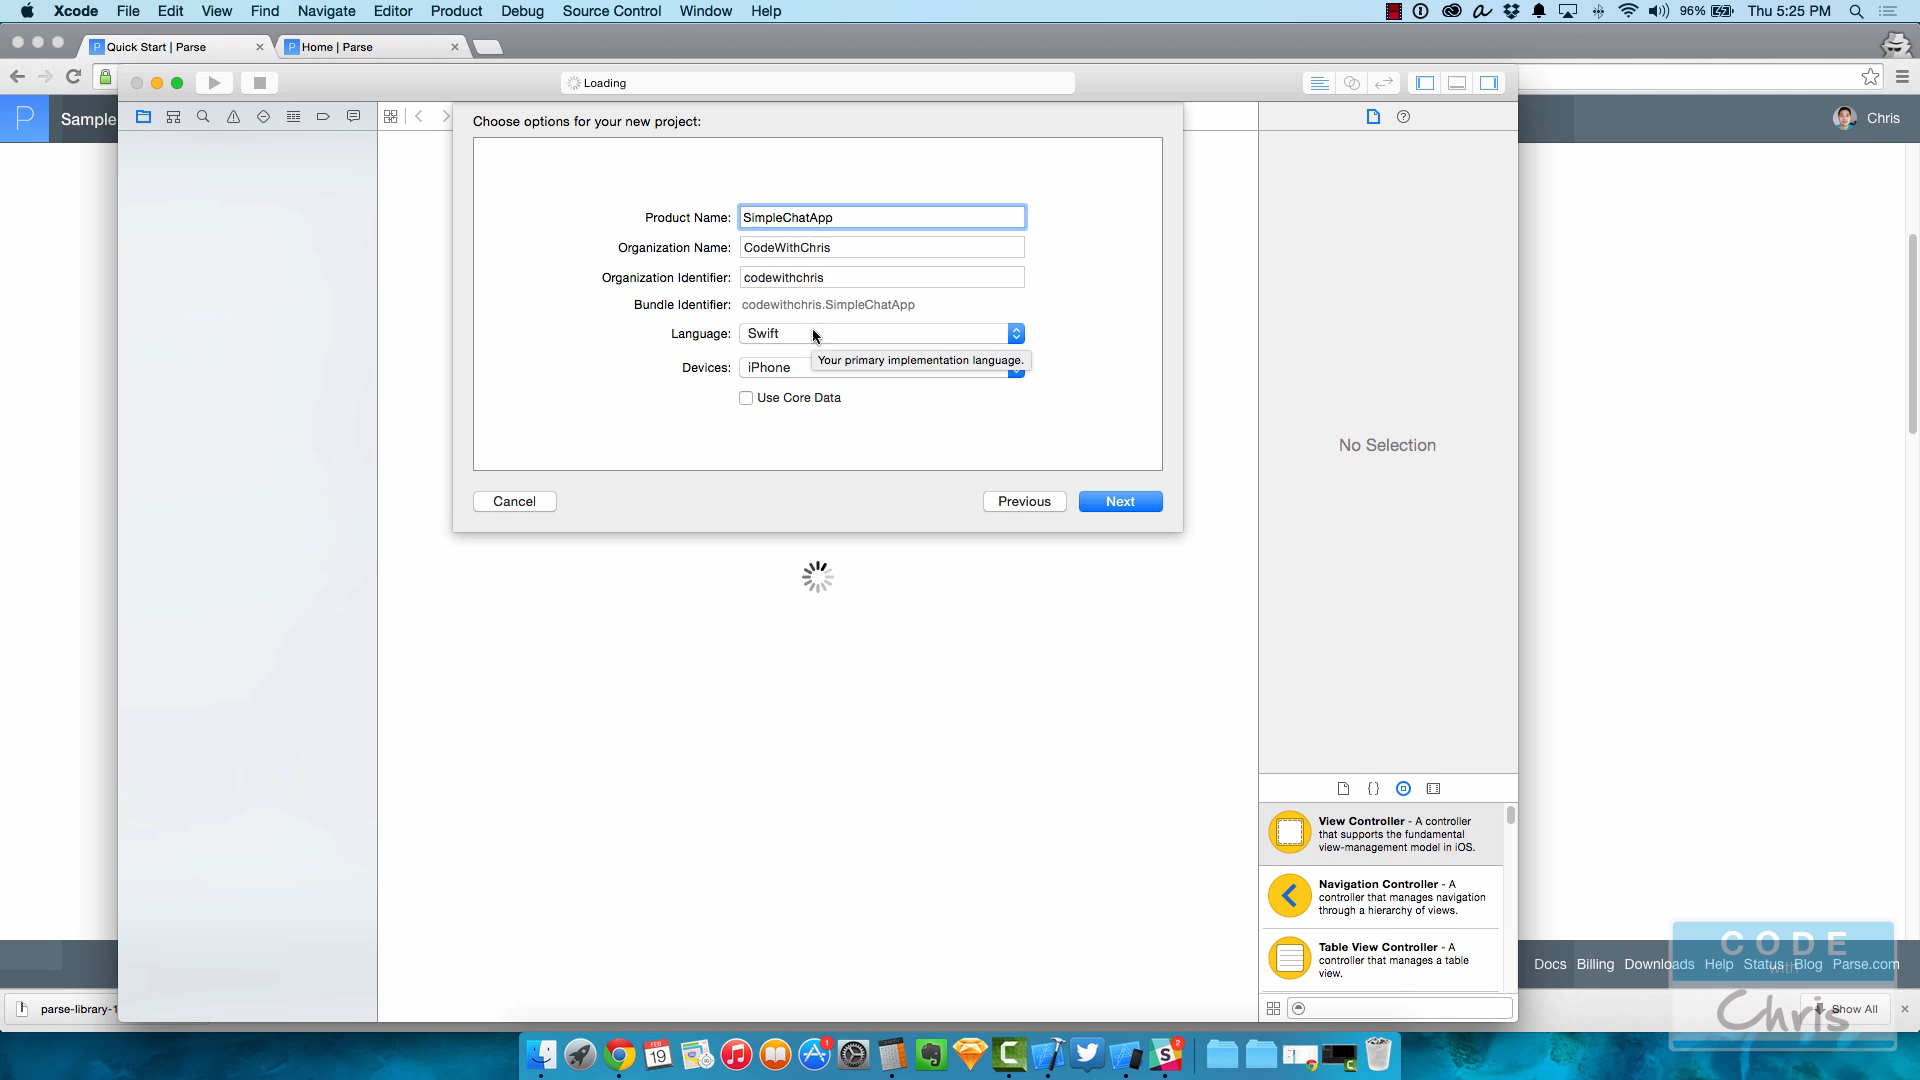 Xcode File Edit View Find Navigate Editor Product Debug Source Control Window Help 96% Thu 5:25 PM
Quick Start | Parse Home | Parse
Loading
Sample
Chris
Choose options for your new project:
Product Name: SimpleChatApp
Organization Name: CodeWithChris
Organization Identifier: codewithchris
Bundle Identifier: codewithchris.SimpleChatApp
Language: Swift
Your primary implementation language.
Devices: iPhone
Use Core Data
Cancel Previous Next
No Selection
View Controller - A controller
that supports the fundamental
view-management model in iOS.
Navigation Controller - A
controller that manages navigation
through a hierarchy of views.
Table View Controller - A
controller that manages a table
view.
CODE
with
Chris
Docs Billing Downloads Help Status Blog Parse.com
parse-library-1
Show All
FEB
19
1
2